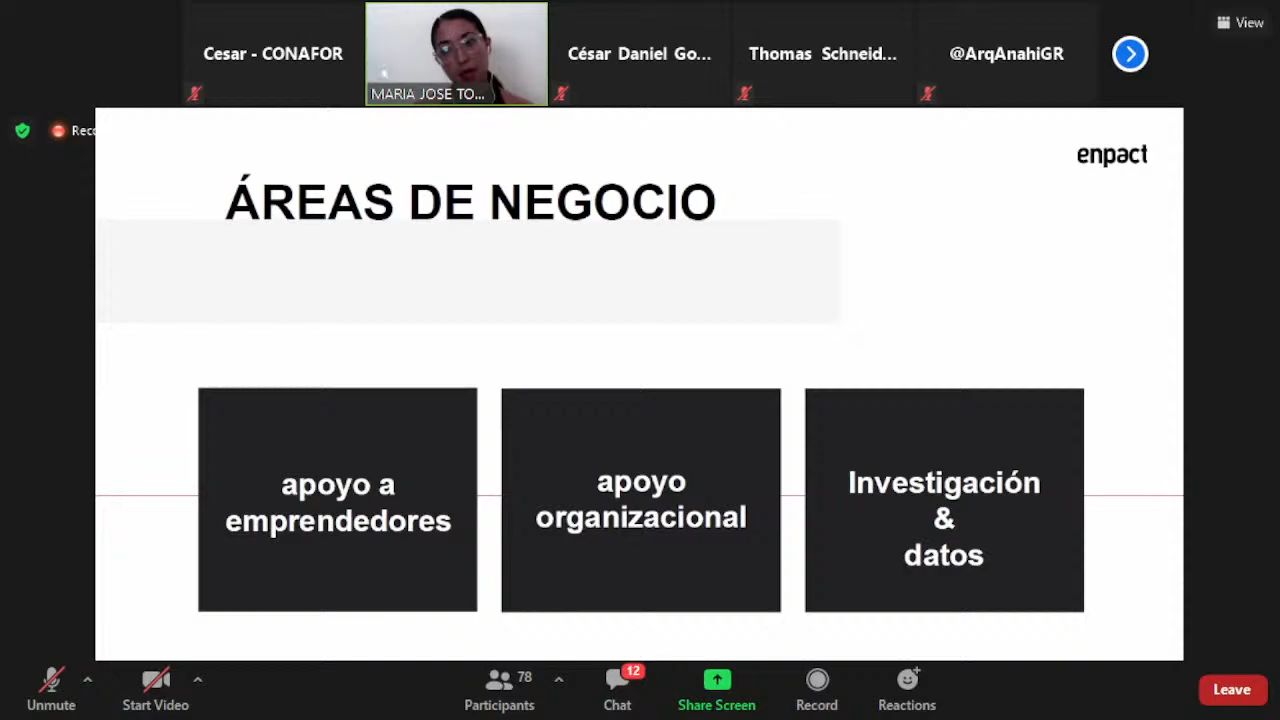 View
Cesar - CONAFOR
MARIA JOSE TO...
César Daniel Go...
Thomas Schneid...
@ArqAnahiGR
Reco
enpact
ÁREAS DE NEGOCIO
apoyo a
emprendedores
apoyo
organizacional
Investigación
&
datos
78
12
Unmute
Start Video
Participants
Chat
Share Screen
Record
Reactions
Leave